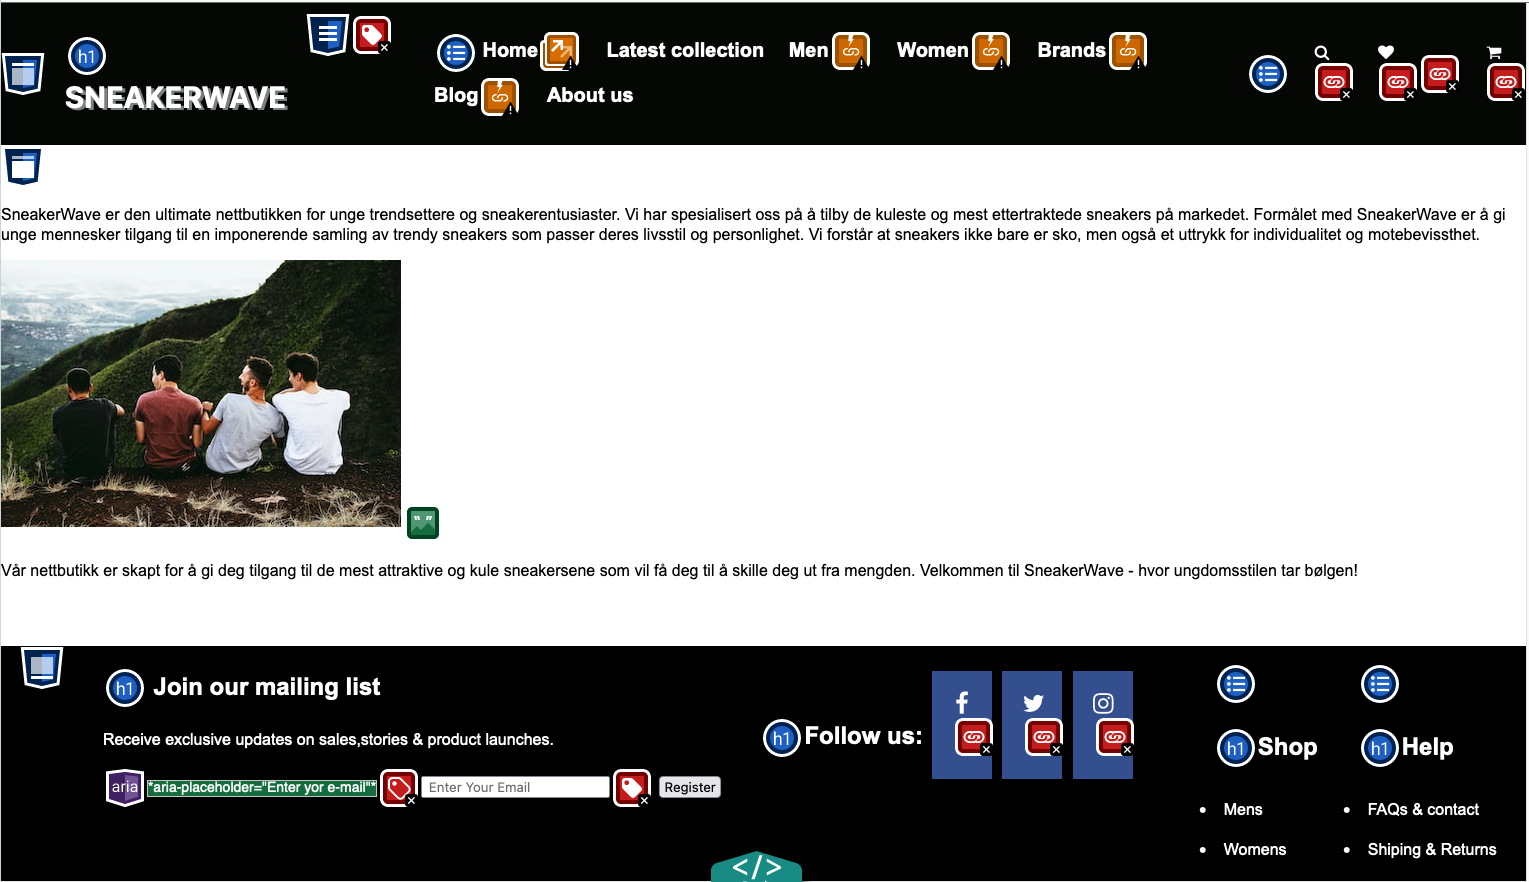 h1
SNEAKERWAVE
Home Latest collection Men Women Brands
Blog About us
SneakerWave er den ultimate nettbutikken for unge trendsettere og sneakerentusiaster. Vi har spesialisert oss på å tilby de kuleste og mest ettertraktede sneakers på markedet. Formålet med SneakerWave er å gi
unge mennesker tilgang til en imponerende samling av trendy sneakers som passer deres livsstil og personlighet. Vi forstår at sneakers ikke bare er sko, men også et uttrykk for individualitet og motebevissthet.
Vår nettbutikk er skapt for å gi deg tilgang til de mest attraktive og kule sneakersene som vil få deg til å skille deg ut fra mengden. Velkommen til SneakerWave - hvor ungdomsstilen tar bølgen!
h1 Join our mailing list
Receive exclusive updates on sales,stories & product launches.
aria *aria-placeholder="Enter yor e-mail"* Enter Your Email Register
h1 Follow us:
h1 Shop
• Mens
• Womens
h1 Help
• FAQs & contact
• Shiping & Returns
</>